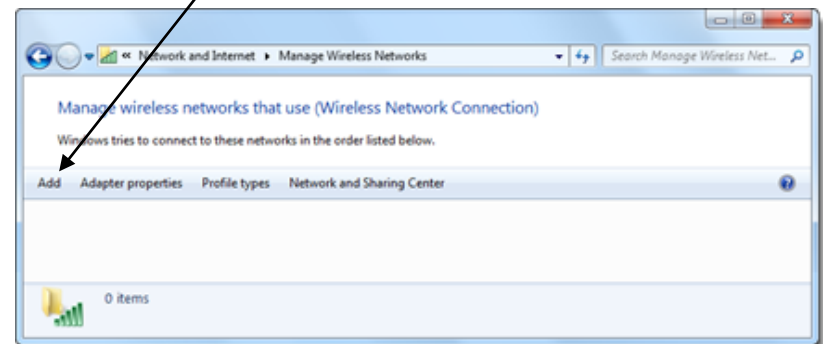 « Network and Internet ▸ Manage Wireless Networks
Search Manage Wireless Net...
Manage wireless networks that use (Wireless Network Connection)
Windows tries to connect to these networks in the order listed below.
Add Adapter properties Profile types Network and Sharing Center
0 items